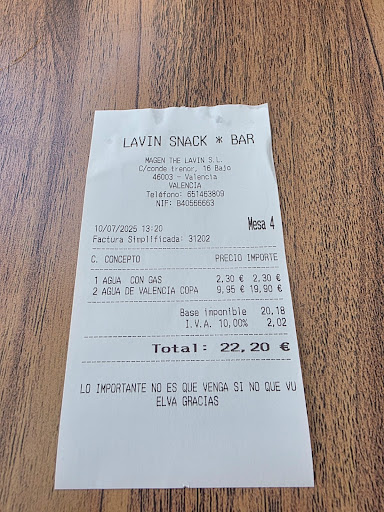 LAVIN SNACK * BAR
MAGEN THE LAVIN S.L.
C/conde trenor, 16 Bajo
46003 - Valencia
VALENCIA
Teléfono: 651463809
NIF: B40566663
10/07/2025 13:20 Mesa 4
Factura Simplificada: 31202
C. CONCEPTO PRECIO IMPORTE
1 AGUA CON GAS 2,30 € 2,30 €
2 AGUA DE VALENCIA COPA 9,95 € 19,90 €
Base imponible 20,18
I.V.A. 10,00% 2,02
Total: 22,20 €
LO IMPORTANTE NO ES QUE VENGA SI NO QUE VU
ELVA GRACIAS